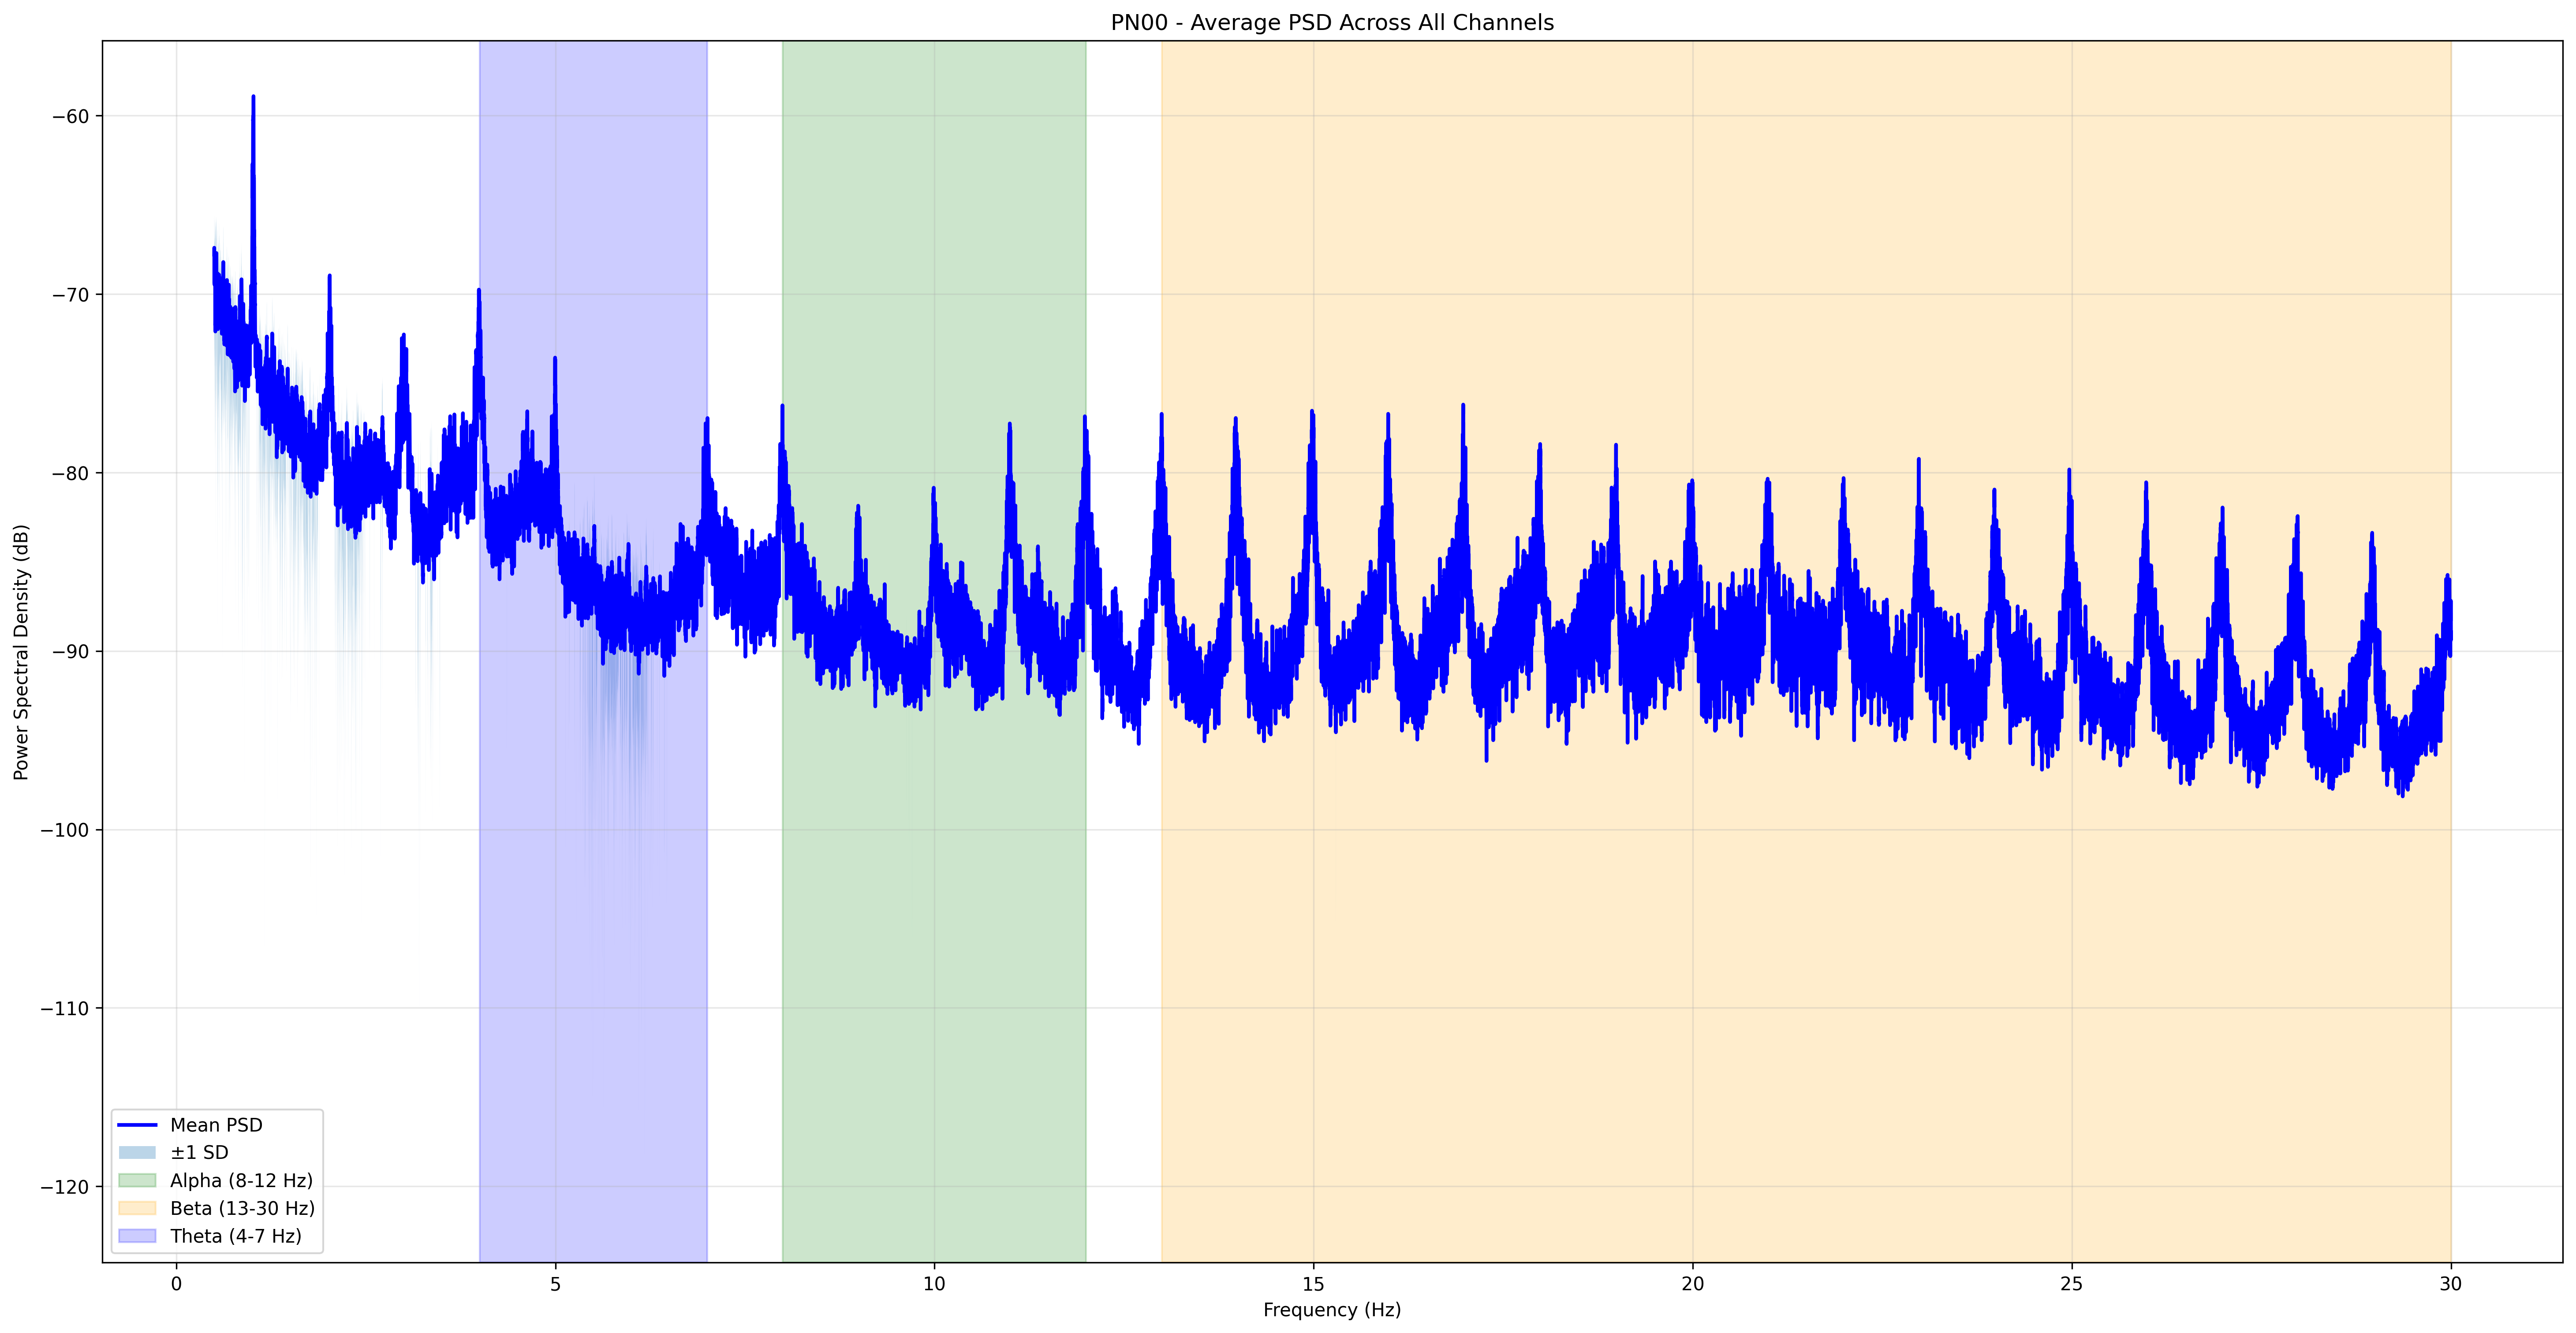 PN00 - Average PSD Across All Channels
Power Spectral Density (dB)
−60
−70
−80
−90
−100
−110
−120
Mean PSD
±1 SD
Alpha (8-12 Hz)
Beta (13-30 Hz)
Theta (4-7 Hz)
0
5
10
15
20
25
30
Frequency (Hz)